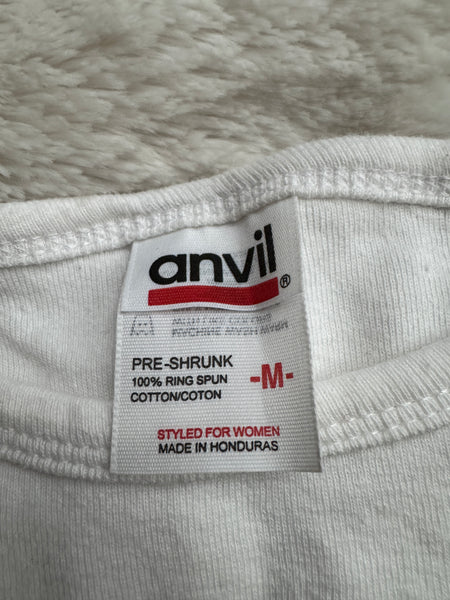 anvil®
PRE-SHRUNK
100% RING SPUN
COTTON/COTON
-M-
STYLED FOR WOMEN
MADE IN HONDURAS